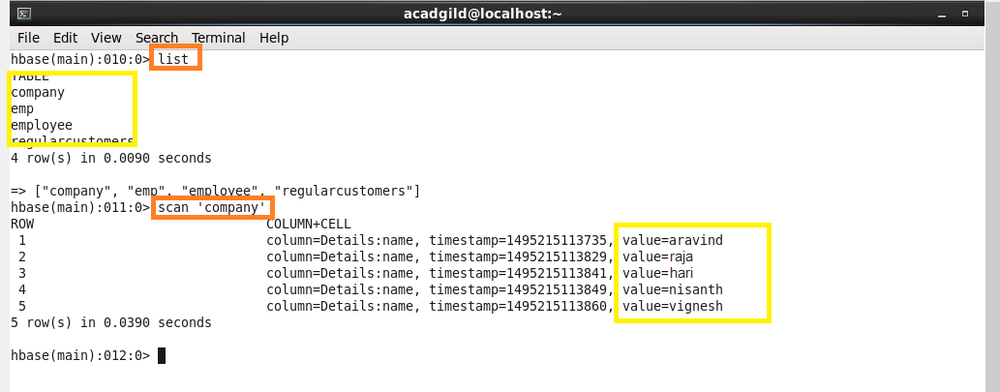 acadgild@localhost:~
File Edit View Search Terminal Help
hbase(main):010:0> list
TABLE
company
emp
employee
regularcustomers
4 row(s) in 0.0090 seconds
=> ["company", "emp", "employee", "regularcustomers"]
hbase(main):011:0> scan 'company'
ROW COLUMN+CELL
1 column=Details:name, timestamp=1495215113735, value=aravind
2 column=Details:name, timestamp=1495215113829, value=raja
3 column=Details:name, timestamp=1495215113841, value=hari
4 column=Details:name, timestamp=1495215113849, value=nisanth
5 column=Details:name, timestamp=1495215113860, value=vignesh
5 row(s) in 0.0390 seconds
hbase(main):012:0>